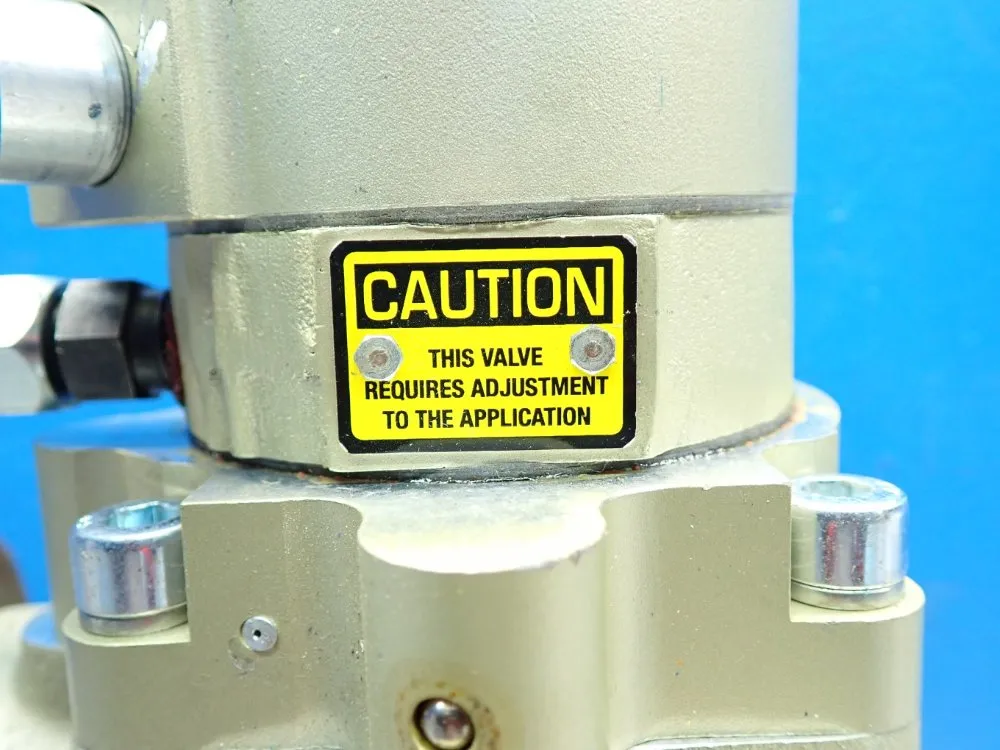 CAUTION
THIS VALVE
REQUIRES ADJUSTMENT
TO THE APPLICATION